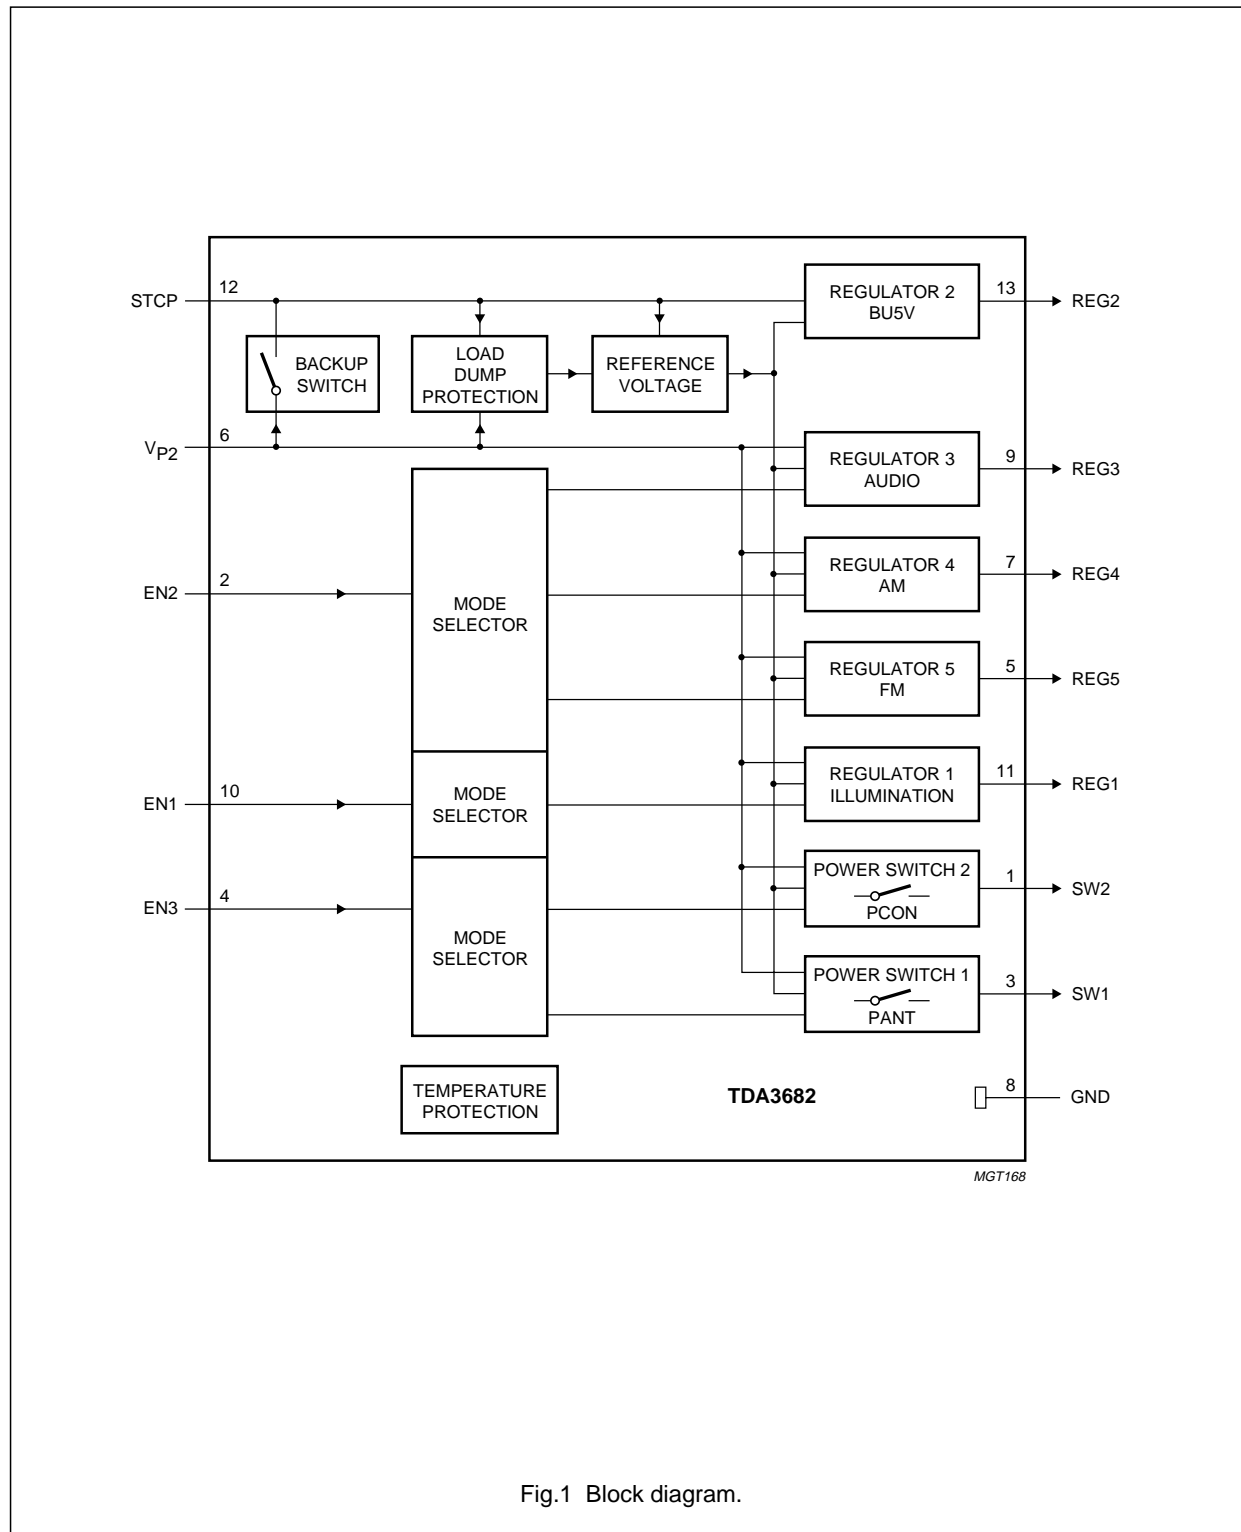 STCP
12
REGULATOR 2
BU5V
13
REG2
BACKUP
SWITCH
LOAD
DUMP
PROTECTION
REFERENCE
VOLTAGE
VP2
6
REGULATOR 3
AUDIO
9
REG3
EN2
2
MODE
SELECTOR
REGULATOR 4
AM
7
REG4
REGULATOR 5
FM
5
REG5
EN1
10
MODE
SELECTOR
REGULATOR 1
ILLUMINATION
11
REG1
EN3
4
MODE
SELECTOR
POWER SWITCH 2
PCON
1
SW2
POWER SWITCH 1
PANT
3
SW1
TEMPERATURE
PROTECTION
TDA3682
8
GND
MGT168
Fig.1 Block diagram.